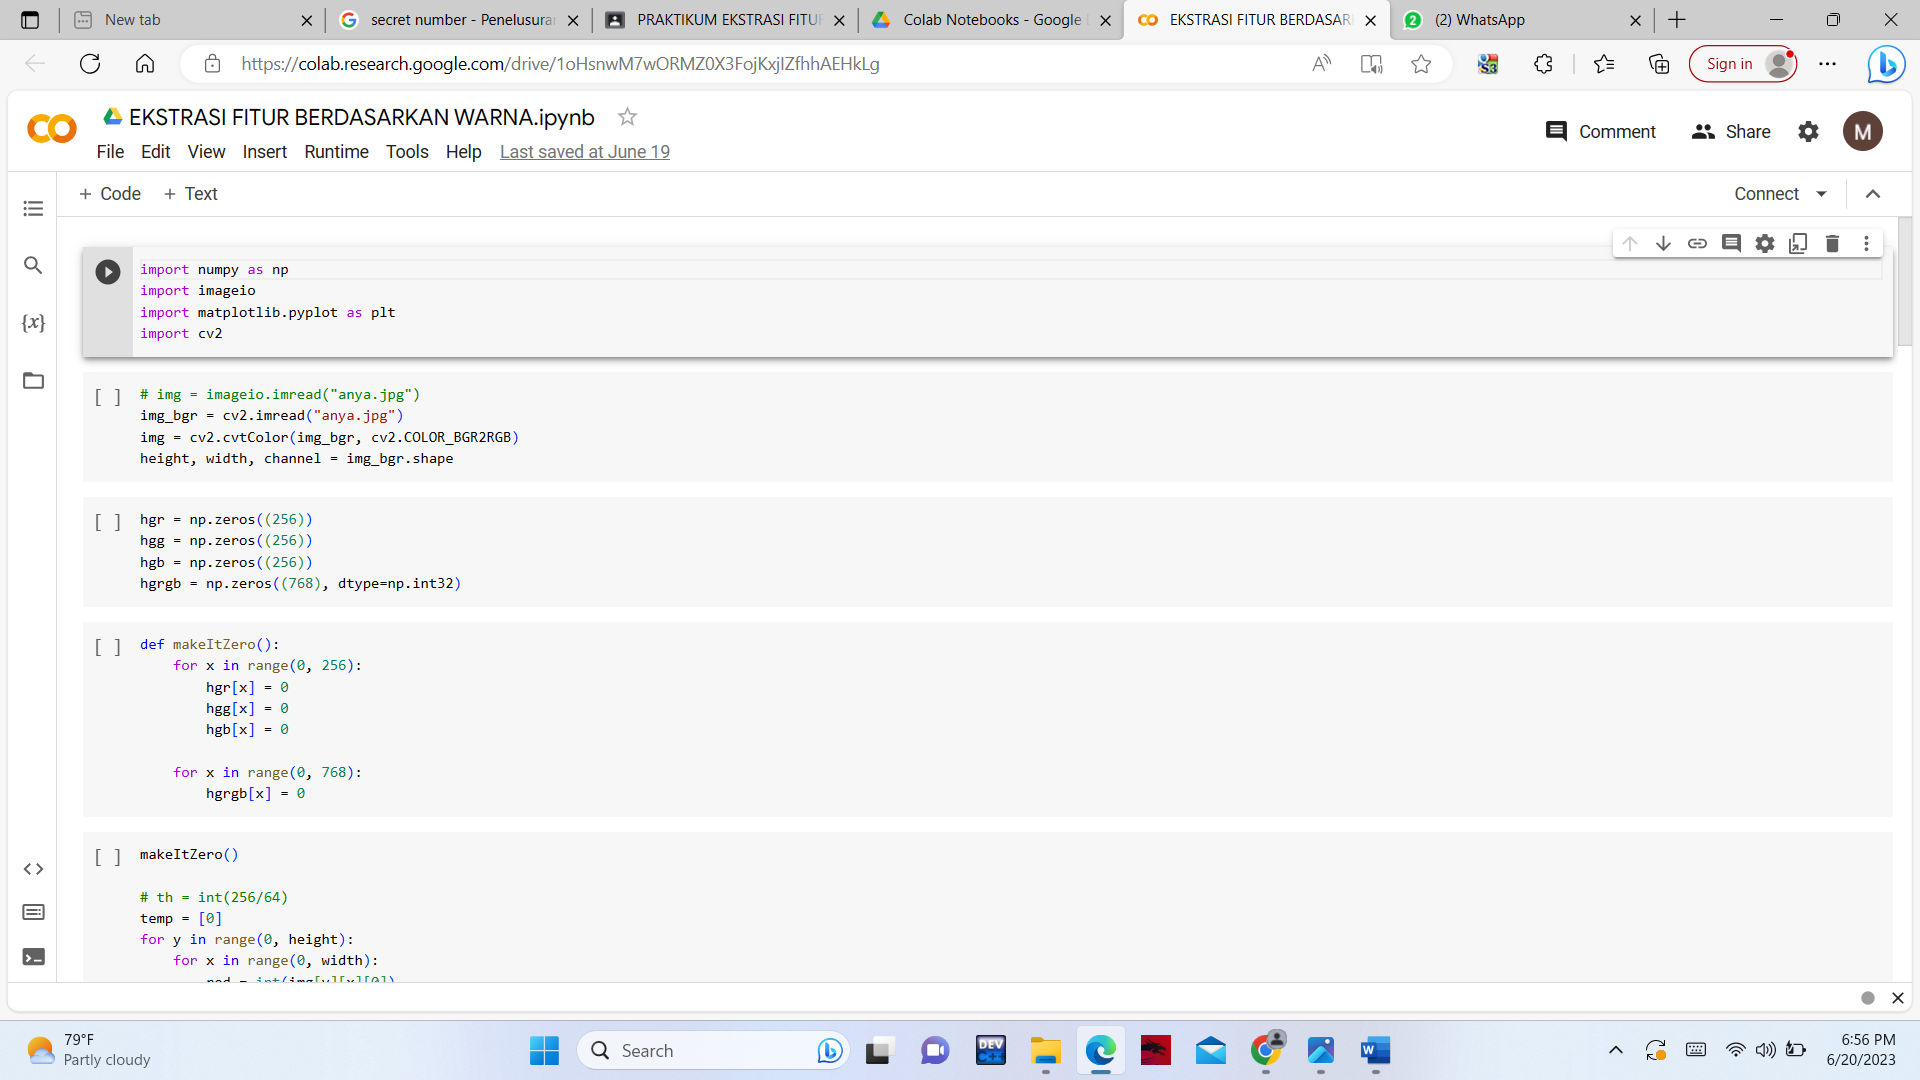 New tab
secret number - Penelusuran
PRAKTIKUM EKSTRASI FITUR
Colab Notebooks - Google
EKSTRASI FITUR BERDASAR
(2) WhatsApp
https://colab.research.google.com/drive/1oHsnwM7wORMZ0X3FojKxjIZfhhAEHkLg
Sign in
EKSTRASI FITUR BERDASARKAN WARNA.ipynb
Comment
Share
M
File Edit View Insert Runtime Tools Help Last saved at June 19
+ Code + Text
Connect
import numpy as np
import imageio
import matplotlib.pyplot as plt
import cv2
[ ] # img = imageio.imread("anya.jpg")
img_bgr = cv2.imread("anya.jpg")
img = cv2.cvtColor(img_bgr, cv2.COLOR_BGR2RGB)
height, width, channel = img_bgr.shape
[ ] hgr = np.zeros((256))
hgg = np.zeros((256))
hgb = np.zeros((256))
hgrgb = np.zeros((768), dtype=np.int32)
[ ] def makeItZero():
for x in range(0, 256):
hgr[x] = 0
hgg[x] = 0
hgb[x] = 0
for x in range(0, 768):
hgrgb[x] = 0
[ ] makeItZero()
# th = int(256/64)
temp = [0]
for y in range(0, height):
for x in range(0, width):
red = int(img[y][x][0])
79°F
Partly cloudy
Search
DEV
C++
6:56 PM
6/20/2023